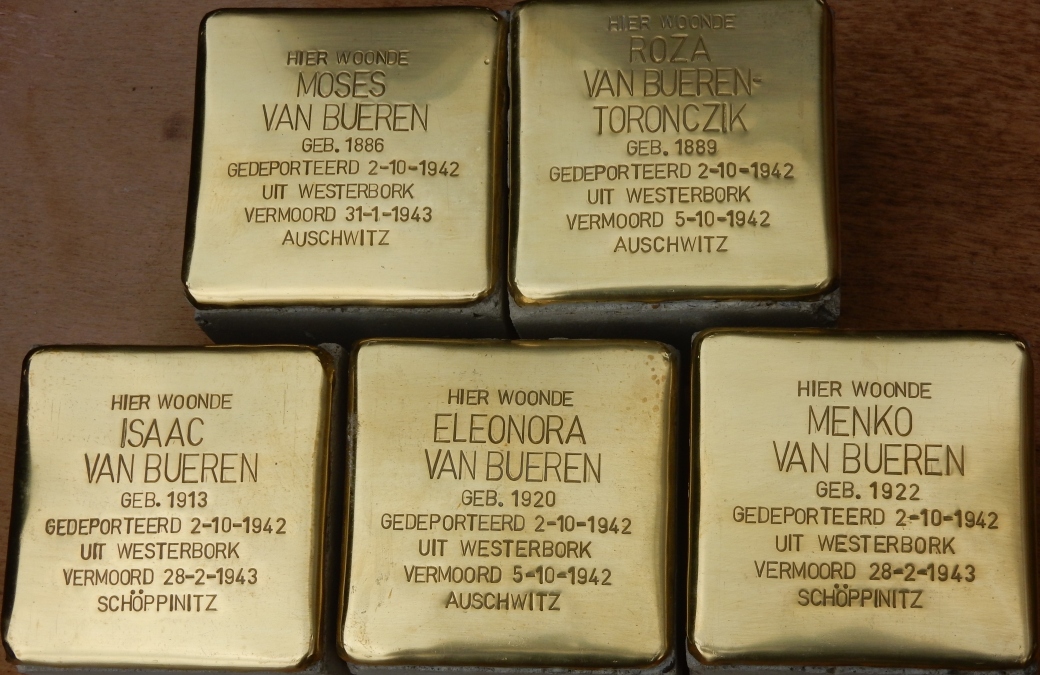 HIER WOONDE
MOSES
VAN BUEREN
GEB. 1886
GEDEPORTEERD 2-10-1942
UIT WESTERBORK
VERMOORD 31-1-1943
AUSCHWITZ
HIER WOONDE
ROZA
VAN BUEREN-
TORONCZIK
GEB. 1889
GEDEPORTEERD 2-10-1942
UIT WESTERBORK
VERMOORD 5-10-1942
AUSCHWITZ
HIER WOONDE
ISAAC
VAN BUEREN
GEB. 1913
GEDEPORTEERD 2-10-1942
UIT WESTERBORK
VERMOORD 28-2-1943
SCHÖPPINITZ
HIER WOONDE
ELEONORA
VAN BUEREN
GEB. 1920
GEDEPORTEERD 2-10-1942
UIT WESTERBORK
VERMOORD 5-10-1942
AUSCHWITZ
HIER WOONDE
MENKO
VAN BUEREN
GEB. 1922
GEDEPORTEERD 2-10-1942
UIT WESTERBORK
VERMOORD 28-2-1943
SCHÖPPINITZ